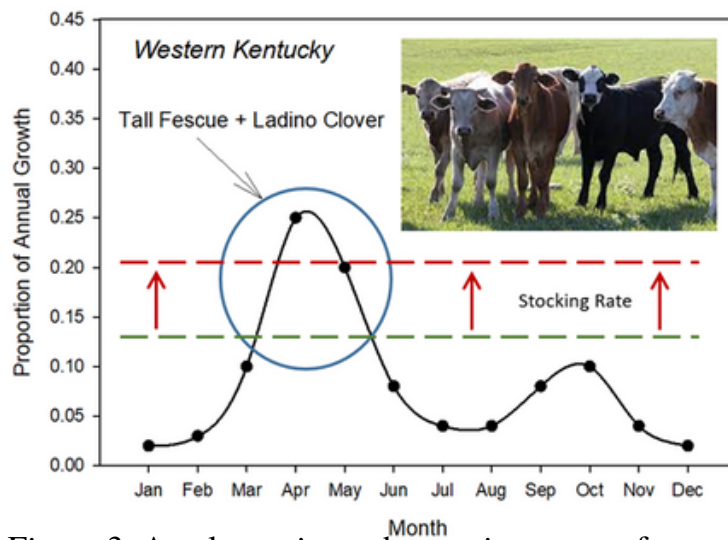 0.45
0.40
0.35
0.30
0.25
0.20
0.15
0.10
0.05
0.00
Proportion of Annual Growth
Western Kentucky
Tall Fescue + Ladino Clover
Stocking Rate
Jan Feb Mar Apr May Jun Jul Aug Sep Oct Nov Dec
Month